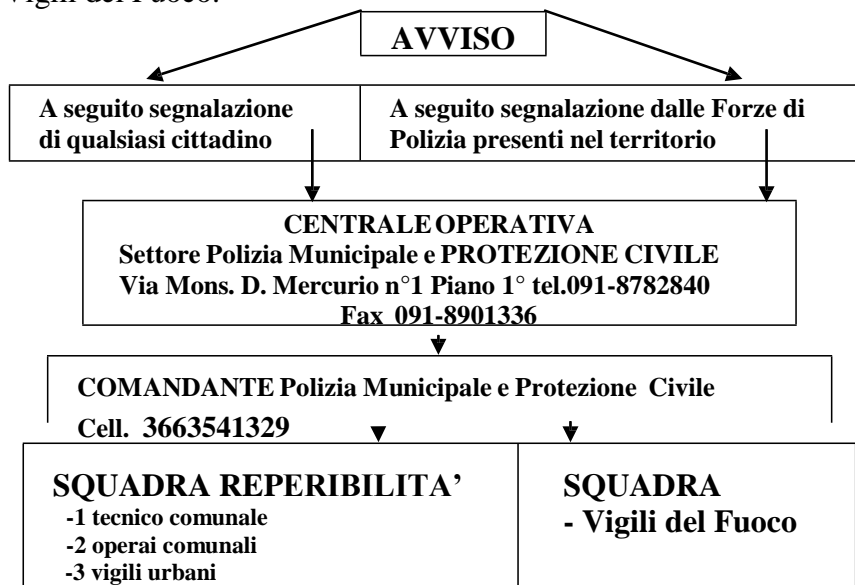 Vigili del Fuoco.
AVVISO
A seguito segnalazione
di qualsiasi cittadino
A seguito segnalazione dalle Forze di
Polizia presenti nel territorio
CENTRALE OPERATIVA
Settore Polizia Municipale e PROTEZIONE CIVILE
Via Mons. D. Mercurio n°1 Piano 1° tel.091-8782840
Fax 091-8901336
COMANDANTE Polizia Municipale e Protezione Civile
Cell. 3663541329
SQUADRA REPERIBILITA’
-1 tecnico comunale
-2 operai comunali
-3 vigili urbani
SQUADRA
- Vigili del Fuoco